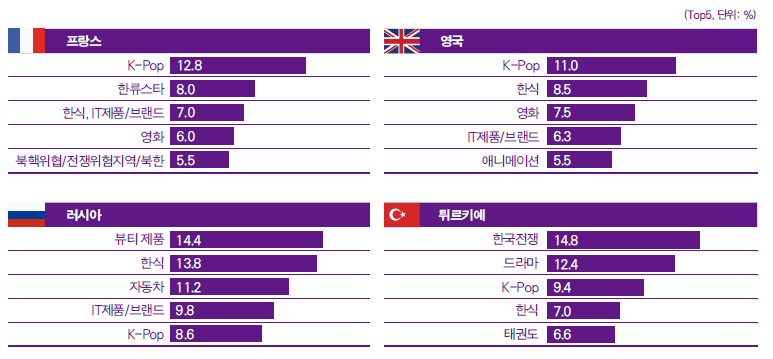 (Top5, 단위: %)
프랑스
K-Pop 12.8
한류스타 8.0
한식, IT제품/브랜드 7.0
영화 6.0
북핵위협/전쟁위험지역/북한 5.5
영국
K-Pop 11.0
한식 8.5
영화 7.5
IT제품/브랜드 6.3
애니메이션 5.5
러시아
뷰티 제품 14.4
한식 13.8
자동차 11.2
IT제품/브랜드 9.8
K-Pop 8.6
튀르키예
한국전쟁 14.8
드라마 12.4
K-Pop 9.4
한식 7.0
태권도 6.6